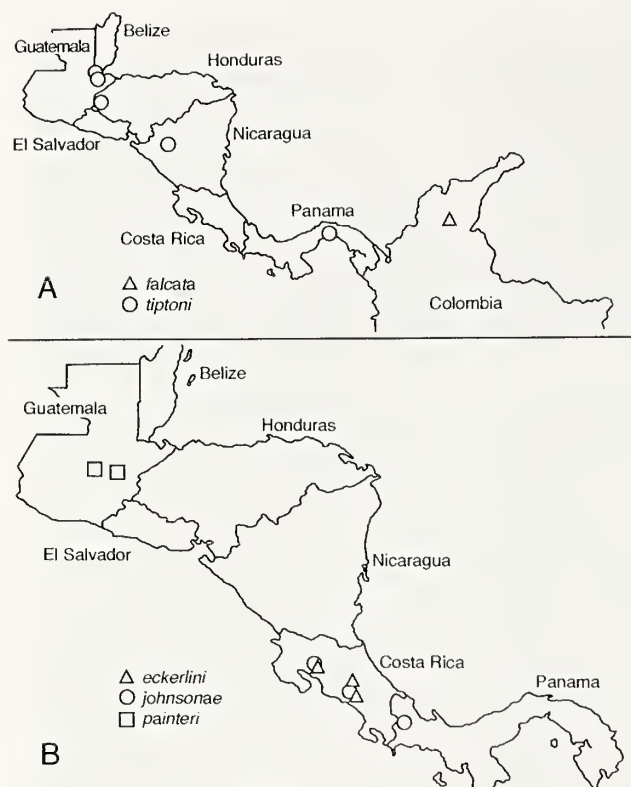 Belize
Guatemala
Honduras
Nicaragua
El Salvador
Panama
Costa Rica
A
△ falcata
○ tiptoni
Colombia
Belize
Guatemala
Honduras
El Salvador
Nicaragua
Costa Rica
Panama
△ eckerlini
○ johnsonae
□ painteri
B